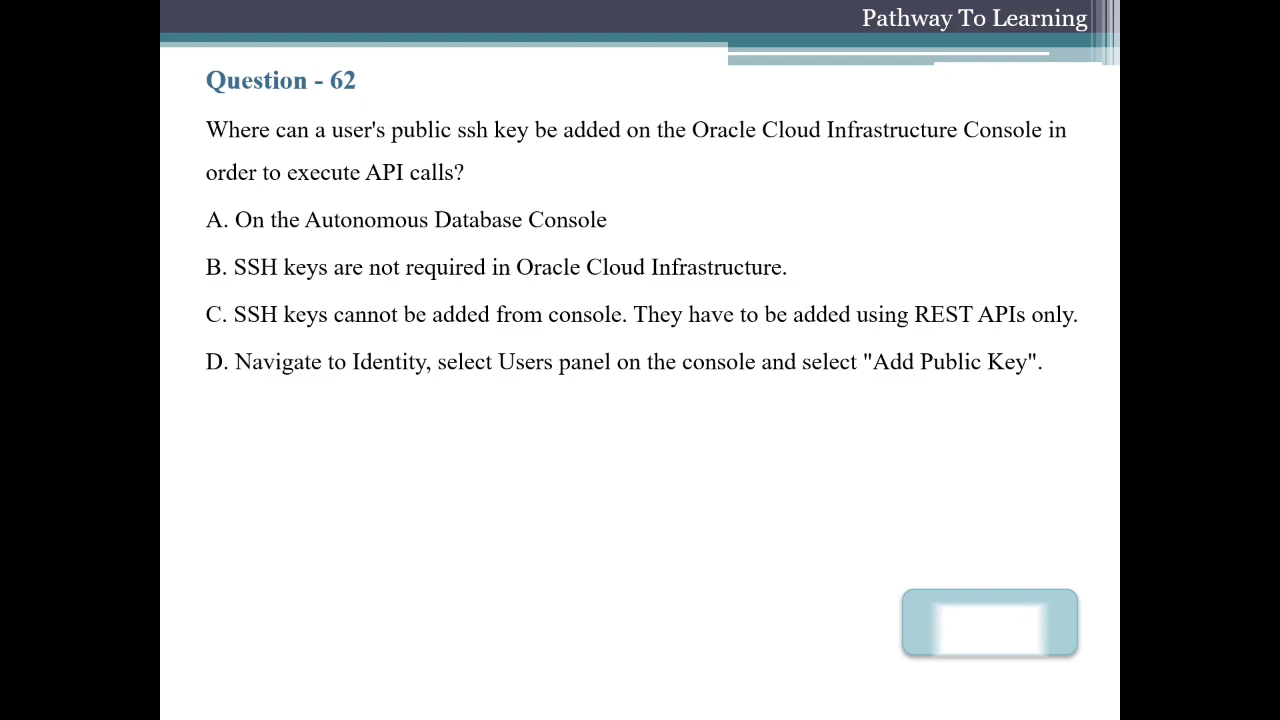 Pathway To Learning
Question - 62
Where can a user's public ssh key be added on the Oracle Cloud Infrastructure Console in
order to execute API calls?
A. On the Autonomous Database Console
B. SSH keys are not required in Oracle Cloud Infrastructure.
C. SSH keys cannot be added from console. They have to be added using REST APIs only.
D. Navigate to Identity, select Users panel on the console and select "Add Public Key".